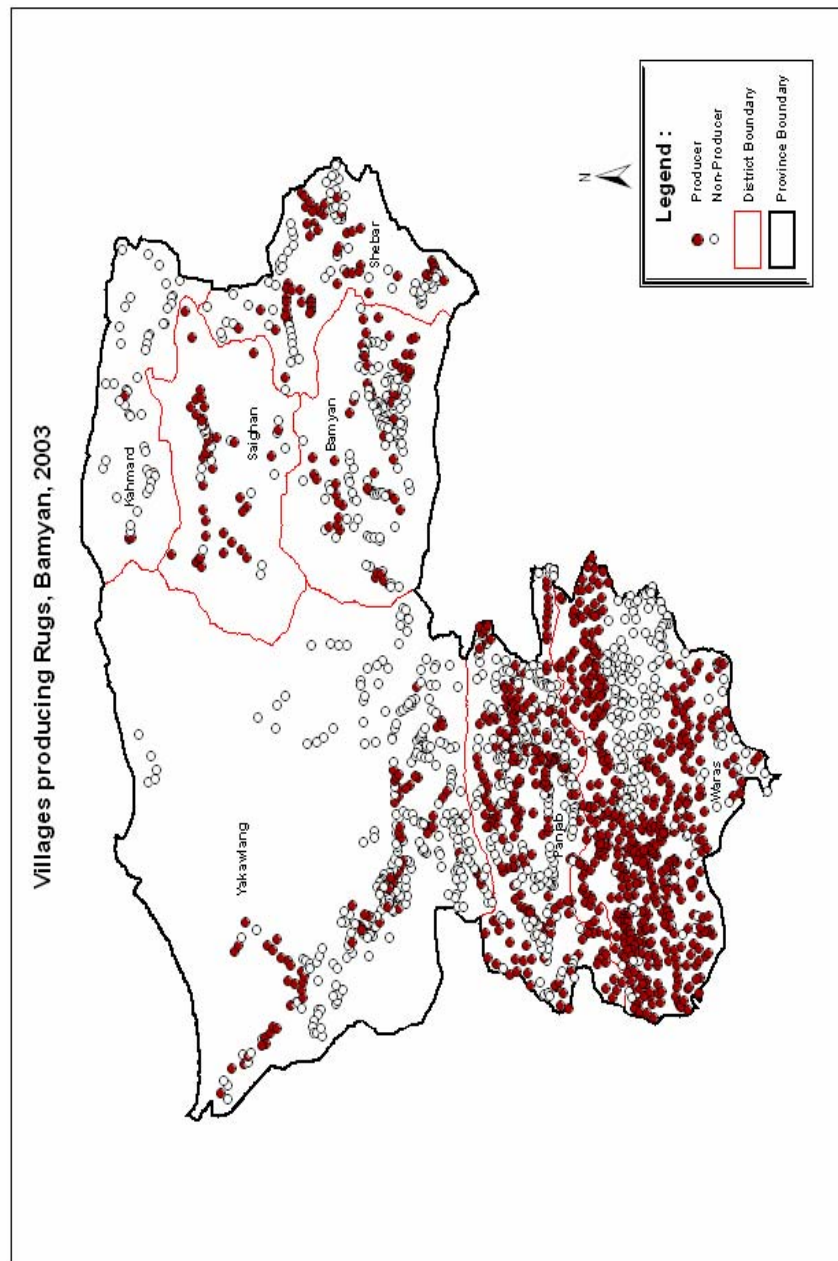 Villages producing Rugs, Bamyan, 2003
Kahmard
Saighan
Shebar
Bamyan
Yakawlang
Panjab
Waras
N
Legend :
Producer
Non-Producer
District Boundary
Province Boundary